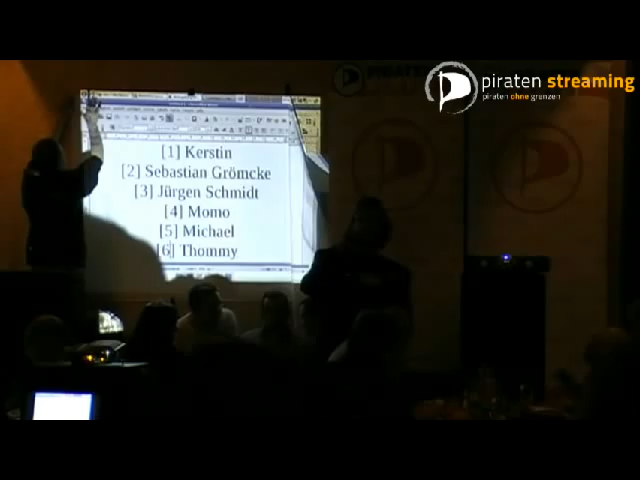 piraten streaming
piraten ohne grenzen
PIRATEN
[1] Kerstin
[2] Sebastian Grömcke
[3] Jürgen Schmidt
[4] Momo
[5] Michael
[6] Thommy